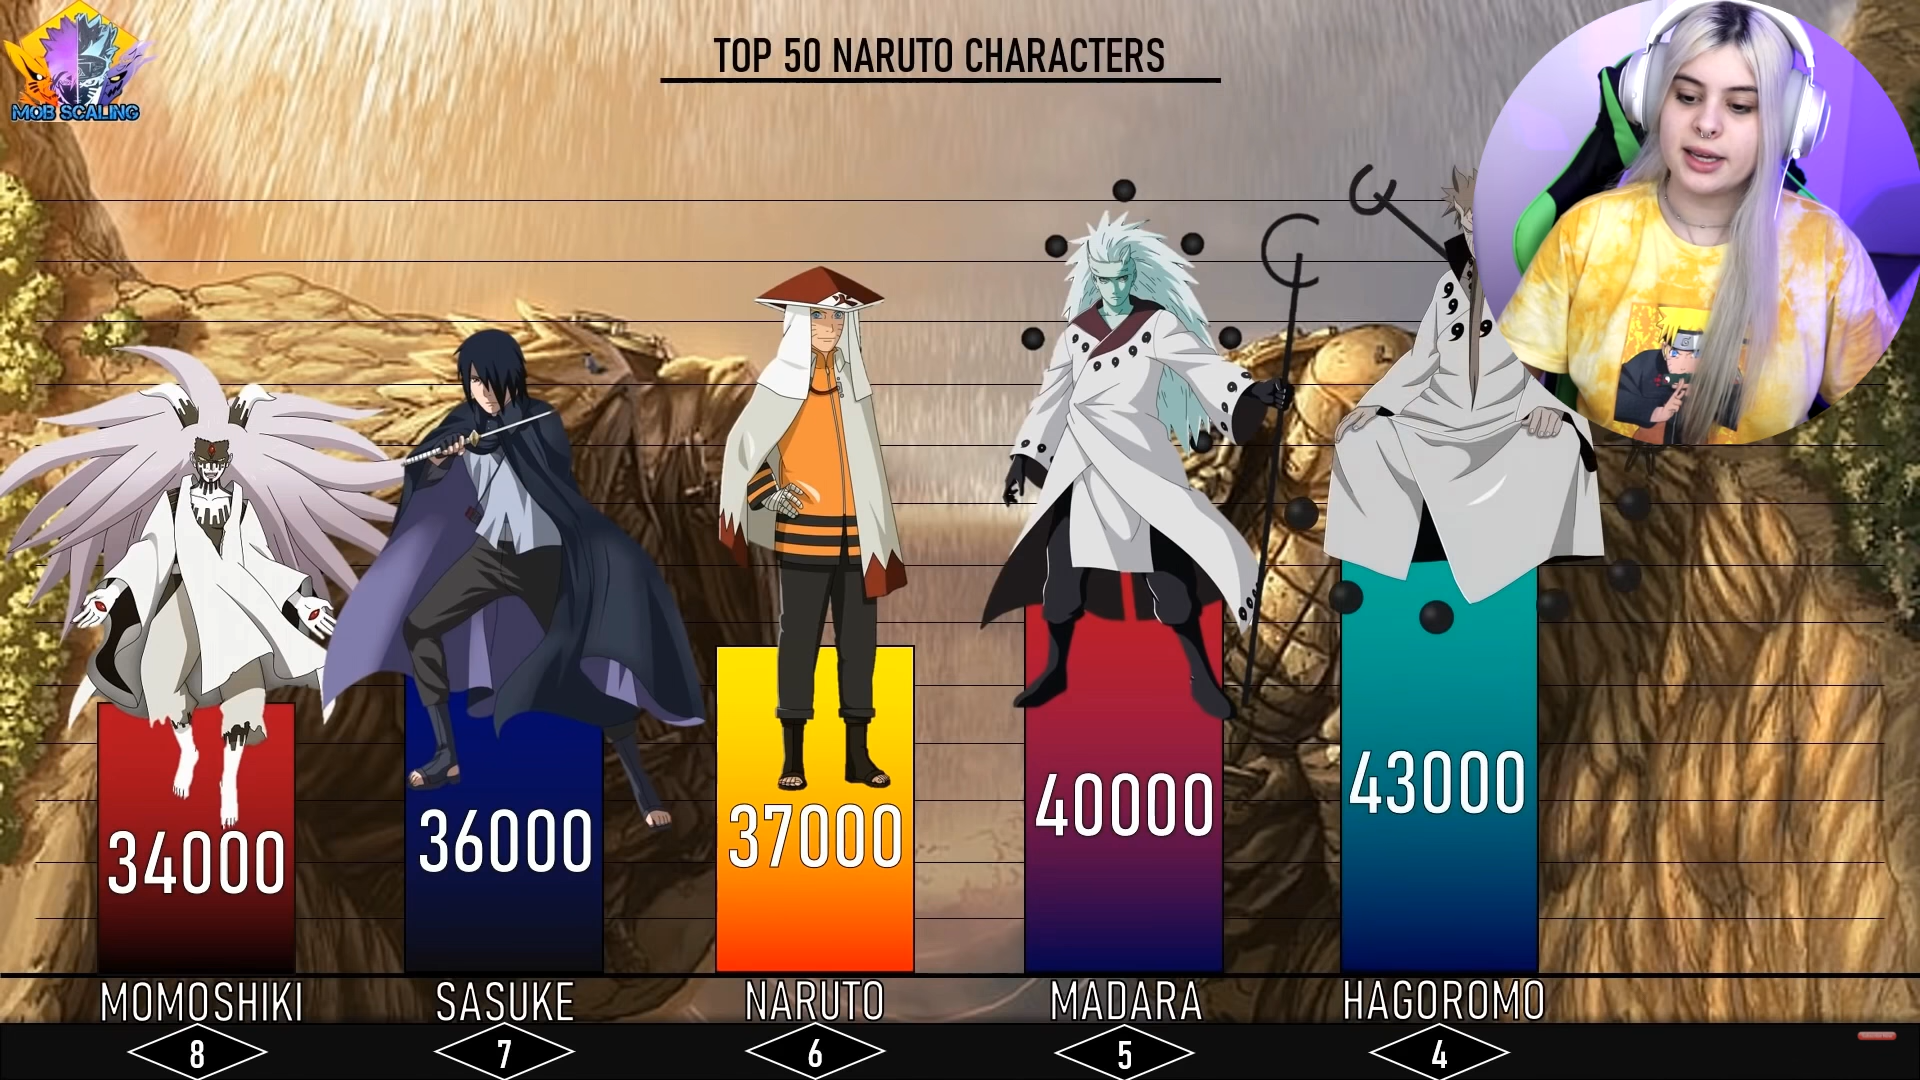 MOB SCALING
TOP 50 NARUTO CHARACTERS
34000
36000
37000
40000
43000
MOMOSHIKI
SASUKE
NARUTO
MADARA
HAGOROMO
8
7
6
5
4